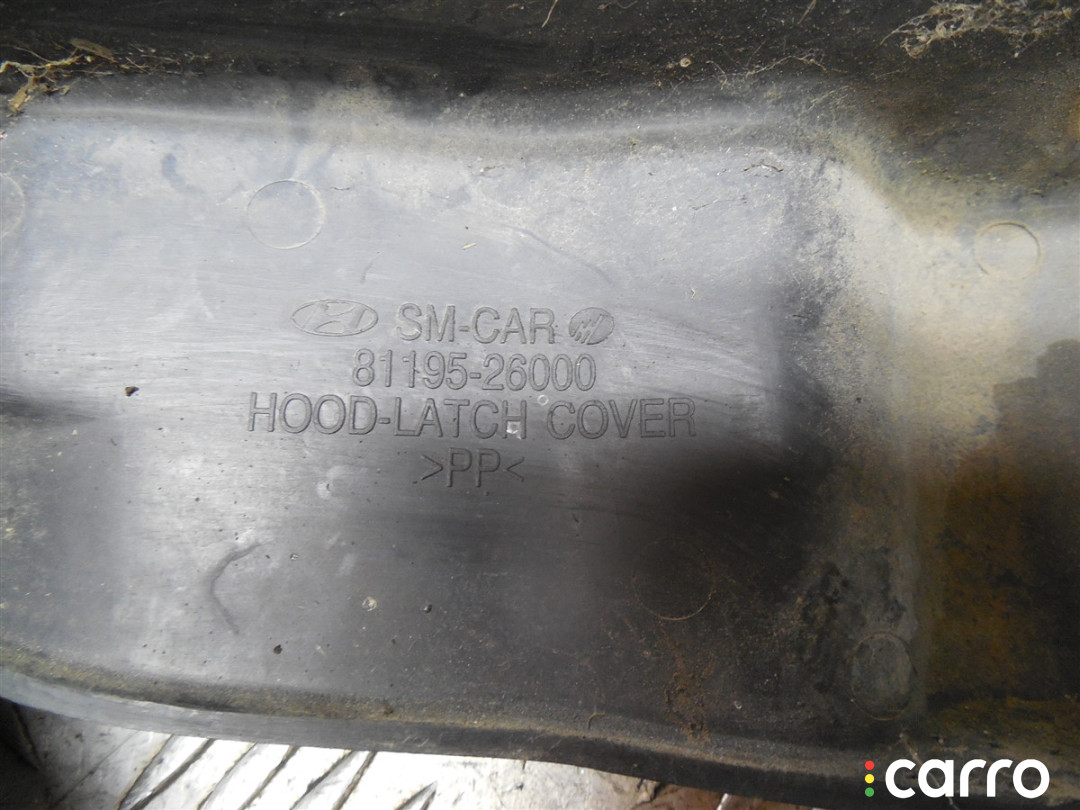 SM-CAR
81195-26000
HOOD-LATCH COVER
>PP<
carro